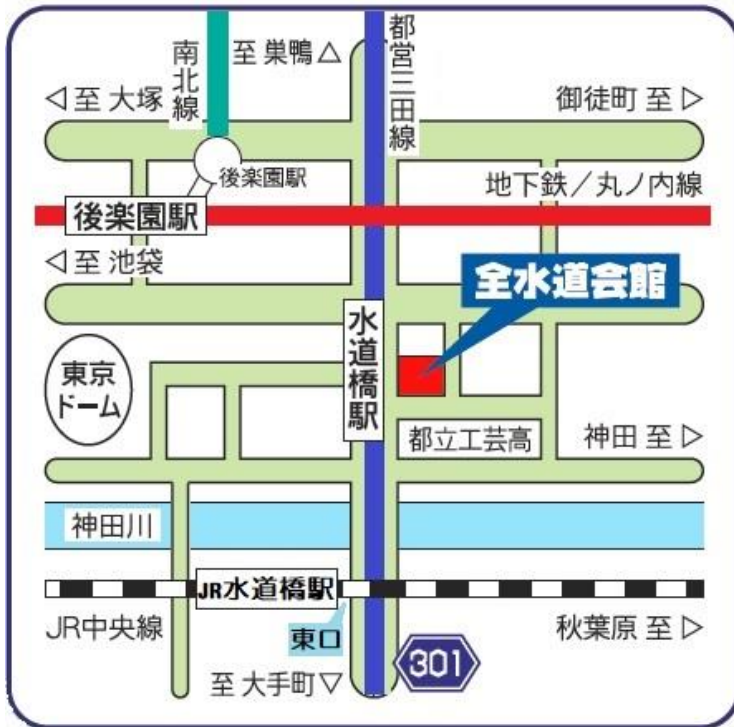 南北線
至 巣鴨 △
都営三田線
◁ 至 大塚
御徒町 至 ▷
後楽園駅
地下鉄/丸ノ内線
後楽園駅
◁ 至 池袋
全水道会館
水道橋駅
東京
ドーム
都立工芸高
神田 至 ▷
神田川
JR水道橋駅
JR中央線
東口
秋葉原 至 ▷
301
至 大手町 ▽